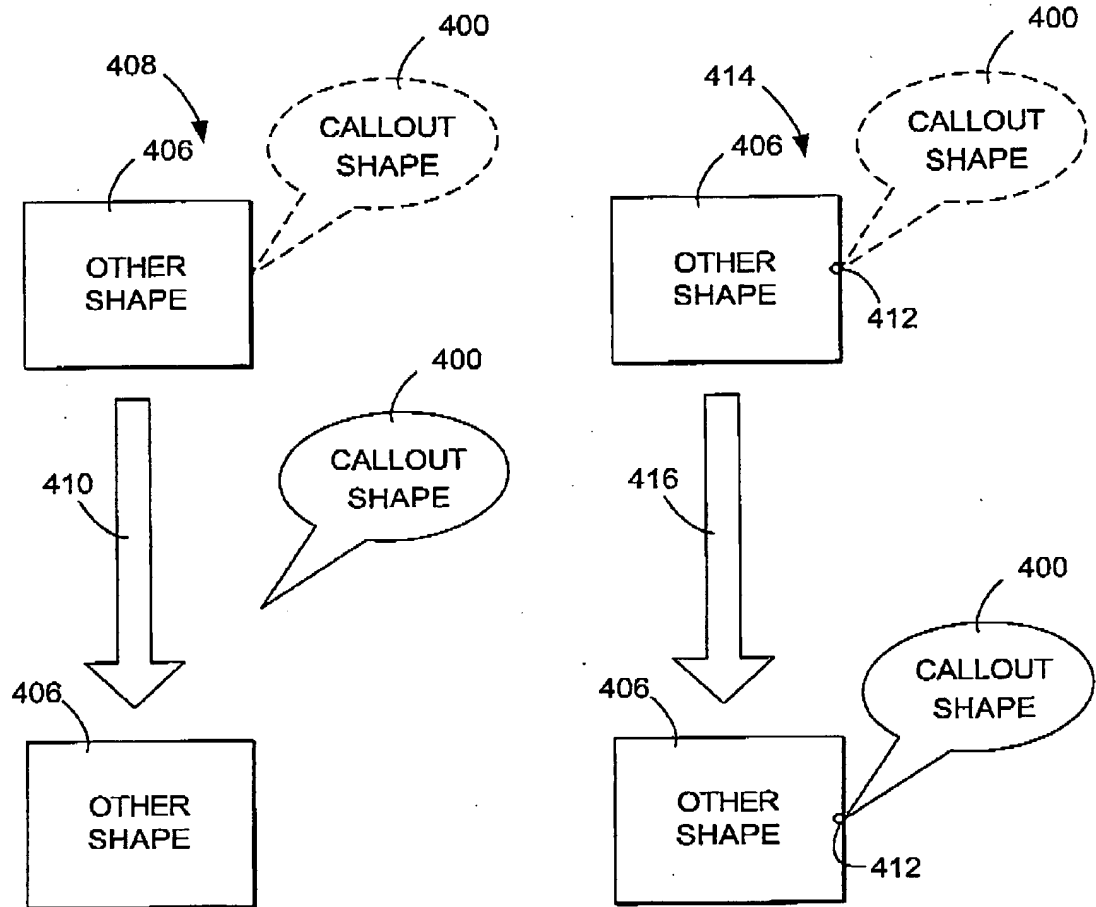 400
408
CALLOUT
SHAPE
406
OTHER
SHAPE
400
CALLOUT
SHAPE
410
406
OTHER
SHAPE
400
414
CALLOUT
SHAPE
406
OTHER
SHAPE
412
416
400
CALLOUT
SHAPE
406
OTHER
SHAPE
412